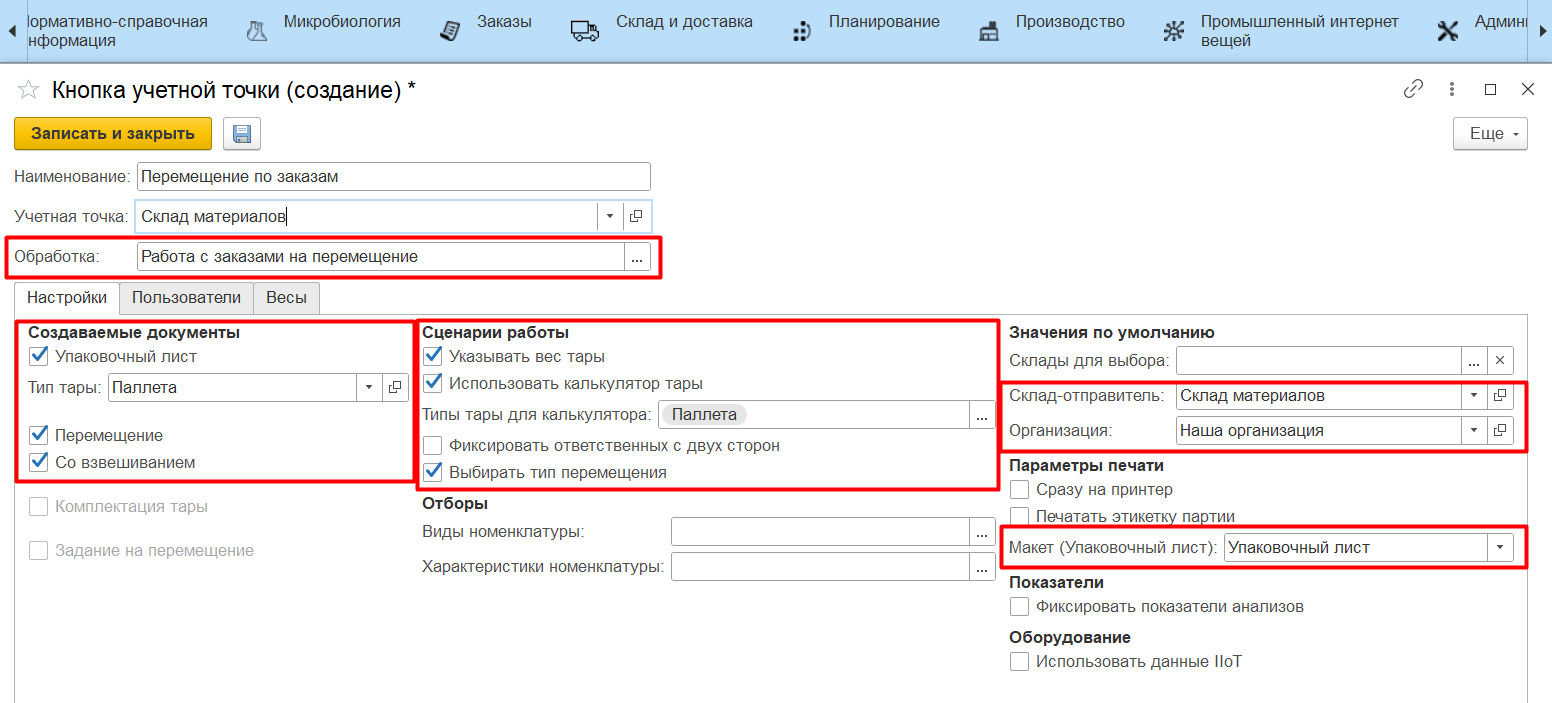 ормативно-справочная
нформация
Микробиология
Заказы
Склад и доставка
Планирование
Производство
Промышленный интернет
вещей
Админи
Кнопка учетной точки (создание) *
Записать и закрыть
Еще
Наименование: Перемещение по заказам
Учетная точка: Склад материалов
Обработка: Работа с заказами на перемещение ...
Настройки Пользователи Весы
Создаваемые документы
Упаковочный лист
Тип тары: Паллета
Перемещение
Со взвешиванием
Комплектация тары
Задание на перемещение
Сценарии работы
Указывать вес тары
Использовать калькулятор тары
Типы тары для калькулятора: Паллета ...
Фиксировать ответственных с двух сторон
Выбирать тип перемещения
Отборы
Виды номенклатуры: ...
Характеристики номенклатуры: ...
Значения по умолчанию
Склады для выбора: ... ×
Склад-отправитель: Склад материалов
Организация: Наша организация
Параметры печати
Сразу на принтер
Печатать этикетку партии
Макет (Упаковочный лист): Упаковочный лист
Показатели
Фиксировать показатели анализов
Оборудование
Использовать данные IIoT